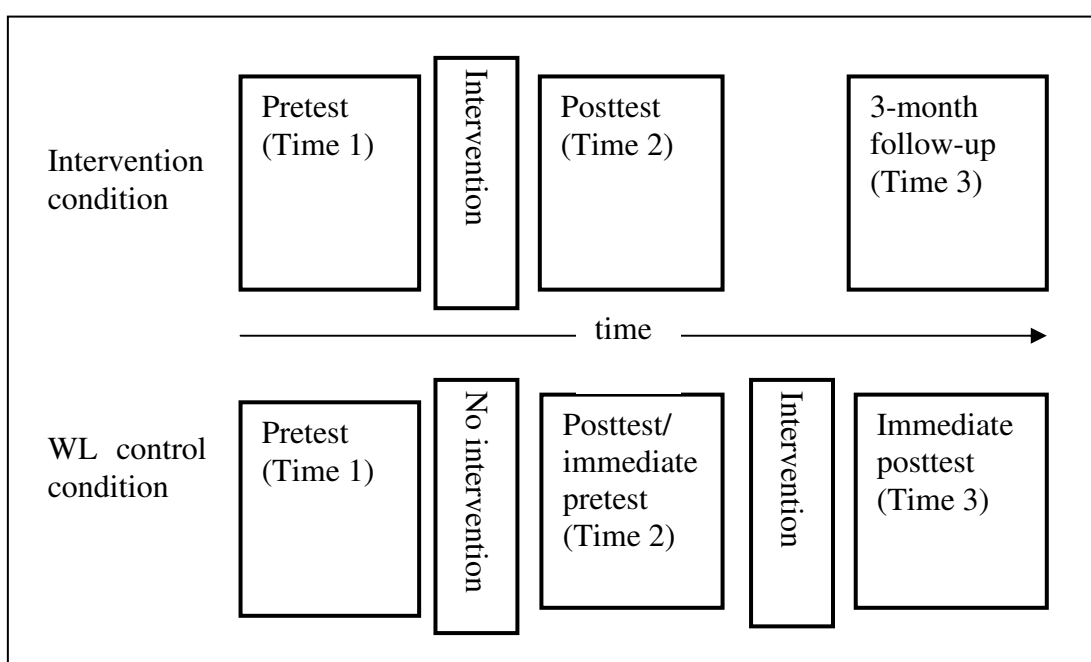 Intervention
condition
Pretest
(Time 1)
Intervention
Posttest
(Time 2)
3-month
follow-up
(Time 3)
time
WL control
condition
Pretest
(Time 1)
No intervention
Posttest/
immediate
pretest
(Time 2)
Intervention
Immediate
posttest
(Time 3)